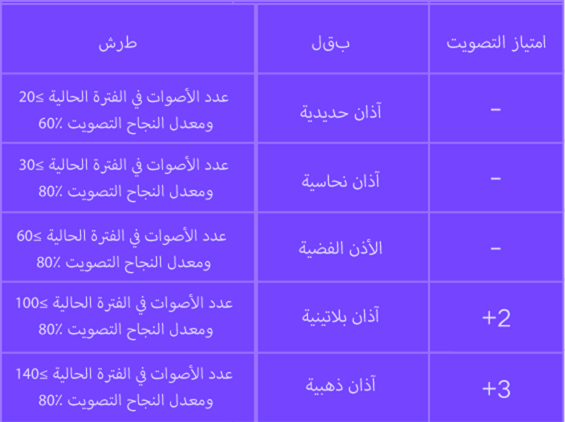 امتياز التصويت
بقل
طرش
–
آذان حديدية
عدد الأصوات في الفترة الحالية ≥20
ومعدل النجاح التصويت 60٪
–
آذان نحاسية
عدد الأصوات في الفترة الحالية ≥30
ومعدل النجاح التصويت 80٪
–
الأذن الفضية
عدد الأصوات في الفترة الحالية ≥60
ومعدل النجاح التصويت 80٪
+2
آذان بلاتينية
عدد الأصوات في الفترة الحالية ≥100
ومعدل النجاح التصويت 80٪
+3
آذان ذهبية
عدد الأصوات في الفترة الحالية ≥140
ومعدل النجاح التصويت 80٪